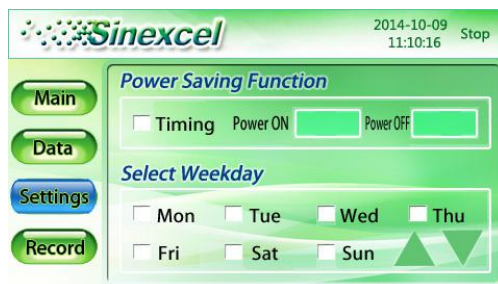 Sinexcel
2014-10-09
11:10:16
Stop
Main
Data
Settings
Record
Power Saving Function
Timing Power ON Power OFF
Select Weekday
Mon Tue Wed Thu
Fri Sat Sun